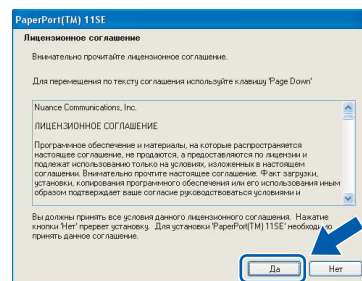 PaperPort(TM) 11SE
Лицензионное соглашение
Внимательно прочитайте лицензионное соглашение.
Для перемещения по тексту соглашения используйте клавишу 'Page Down'
Nuance Communications, Inc.
ЛИЦЕНЗИОННОЕ СОГЛАШЕНИЕ
Программное обеспечение и материалы, на которые распространяется
настоящее соглашение, не продаются, а предоставляются по лицензии и
подлежат использованию только на условиях, изложенных в настоящем
соглашении. Внимательно прочтите настоящее соглашение. Факт загрузки,
установки, копирования программного обеспечения или его использования иным
образом подтверждает ваше согласие руководствоваться условиями и
Вы должны принять все условия данного лицензионного соглашения. Нажатие
кнопки 'Нет' прервет установку. Для установки 'PaperPort(TM) 11SE' необходимо
принять данное соглашение.
Да
Нет